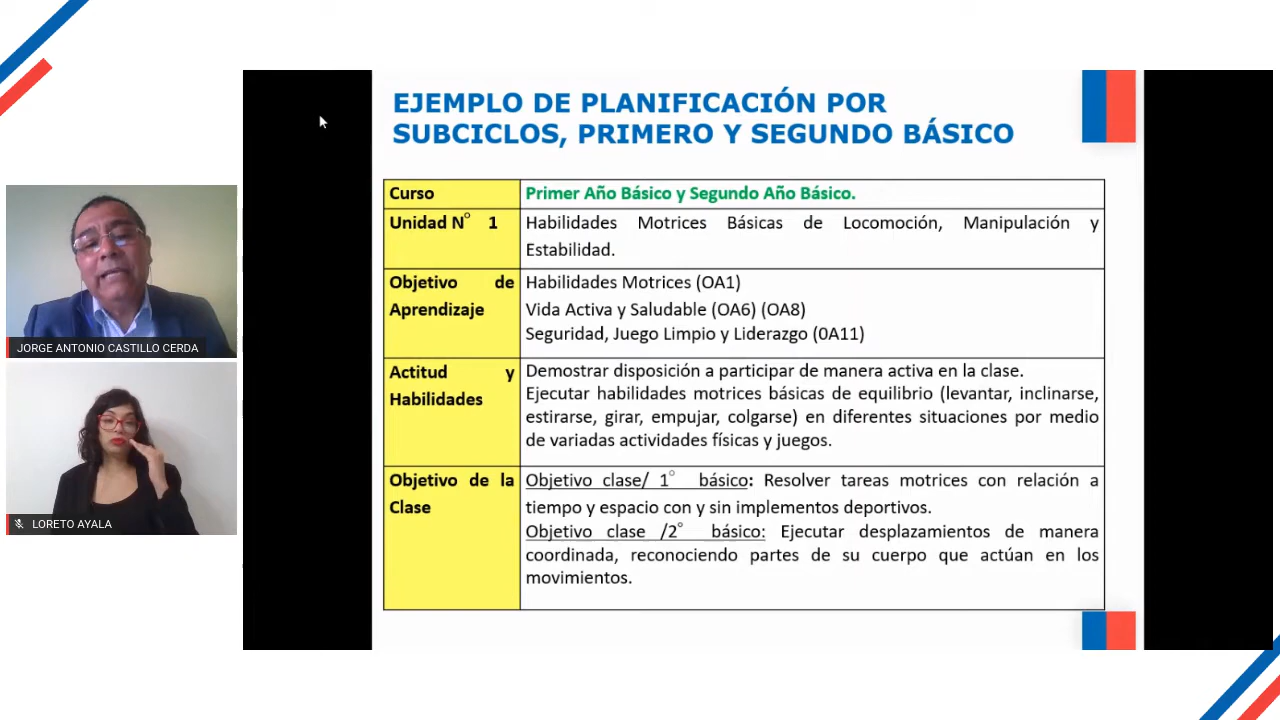 EJEMPLO DE PLANIFICACIÓN POR
SUBCICLOS, PRIMERO Y SEGUNDO BÁSICO
Curso
Primer Año Básico y Segundo Año Básico.
Unidad N° 1
Habilidades Motrices Básicas de Locomoción, Manipulación y
Estabilidad.
Objetivo de
Aprendizaje
Habilidades Motrices (OA1)
Vida Activa y Saludable (OA6) (OA8)
Seguridad, Juego Limpio y Liderazgo (0A11)
Actitud y
Habilidades
Demostrar disposición a participar de manera activa en la clase.
Ejecutar habilidades motrices básicas de equilibrio (levantar, inclinarse,
estirarse, girar, empujar, colgarse) en diferentes situaciones por medio
de variadas actividades físicas y juegos.
Objetivo de la
Clase
Objetivo clase/ 1° básico: Resolver tareas motrices con relación a
tiempo y espacio con y sin implementos deportivos.
Objetivo clase /2° básico: Ejecutar desplazamientos de manera
coordinada, reconociendo partes de su cuerpo que actúan en los
movimientos.
JORGE ANTONIO CASTILLO CERDA
LORETO AYALA